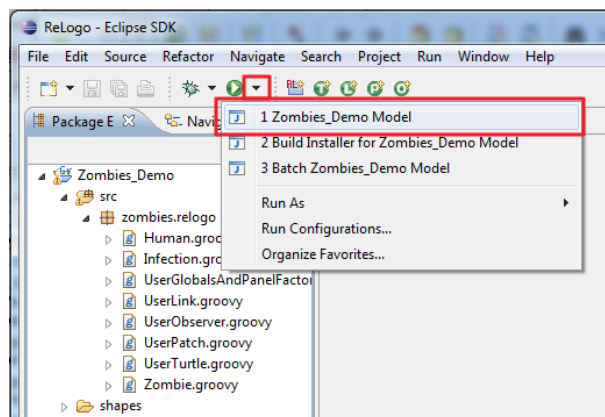 ReLogo - Eclipse SDK
File Edit Source Refactor Navigate Search Project Run Window Help
Package E Navig
1 Zombies_Demo Model
2 Build Installer for Zombies_Demo Model
3 Batch Zombies_Demo Model
Run As
Run Configurations...
Organize Favorites...
Zombies_Demo
src
zombies.relogo
Human.groo
Infection.gro
UserGlobalsAndPanelFactor
UserLink.groovy
UserObserver.groovy
UserPatch.groovy
UserTurtle.groovy
Zombie.groovy
shapes